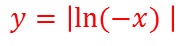 y = |ln(−x) |